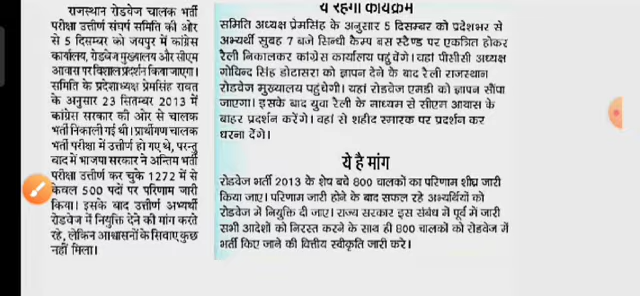 राजस्थान रोडवेज चालक भर्ती
परीक्षा उत्तीर्ण संघर्ष समिति की ओर
से 5 दिसम्बर को जयपुर में कांग्रेस
कार्यालय, रोडवेज मुख्यालय और सीएम
आवास पर विशाल प्रदर्शन किया जाएगा।
समिति के प्रदेशाध्यक्ष प्रेमसिंह रावत
के अनुसार 23 सितम्बर 2013 में
कांग्रेस सरकार की ओर से चालक
भर्ती निकाली गई थी। प्रार्थीगण चालक
भर्ती परीक्षा में उत्तीर्ण हो गए थे, परन्तु
बाद में भाजपा सरकार ने अन्तिम भर्ती
परीक्षा उत्तीर्ण कर चुके 1272 में से
केवल 500 पदों पर परिणाम जारी
किया। इसके बाद उत्तीर्ण अभ्यर्थी
रोडवेज में नियुक्ति देने की मांग करते
रहे, लेकिन आश्वासनों के सिवाए कुछ
नहीं मिला।
ये रहेगा कार्यक्रम
समिति अध्यक्ष प्रेमसिंह के अनुसार 5 दिसम्बर को प्रदेशभर से
अभ्यर्थी सुबह 7 बजे सिन्धी कैम्प बस स्टैण्ड पर एकत्रित होकर
रैली निकालकर कांग्रेस कार्यालय पहुंचेंगे। यहां पीसीसी अध्यक्ष
गोविन्द सिंह डोटासरा को ज्ञापन देने के बाद रैली राजस्थान
रोडवेज मुख्यालय पहुंचेगी। यहां रोडवेज एमडी को ज्ञापन सौंपा
जाएगा। इसके बाद युवा रैली के माध्यम से सीएम आवास के
बाहर प्रदर्शन करेंगे। वहां से शहीद स्मारक पर प्रदर्शन कर
धरना देंगे।
ये है मांग
रोडवेज भर्ती 2013 के शेष बचे 800 चालकों का परिणाम शीघ्र जारी
किया जाए। परिणाम जारी होने के बाद सफल रहे अभ्यर्थियों को
रोडवेज में नियुक्ति दी जाए। राज्य सरकार इस संबंध में पूर्व में जारी
सभी आदेशों को निरस्त करने के साथ ही 800 चालकों को रोडवेज में
भर्ती किए जाने की वित्तीय स्वीकृति जारी करे।